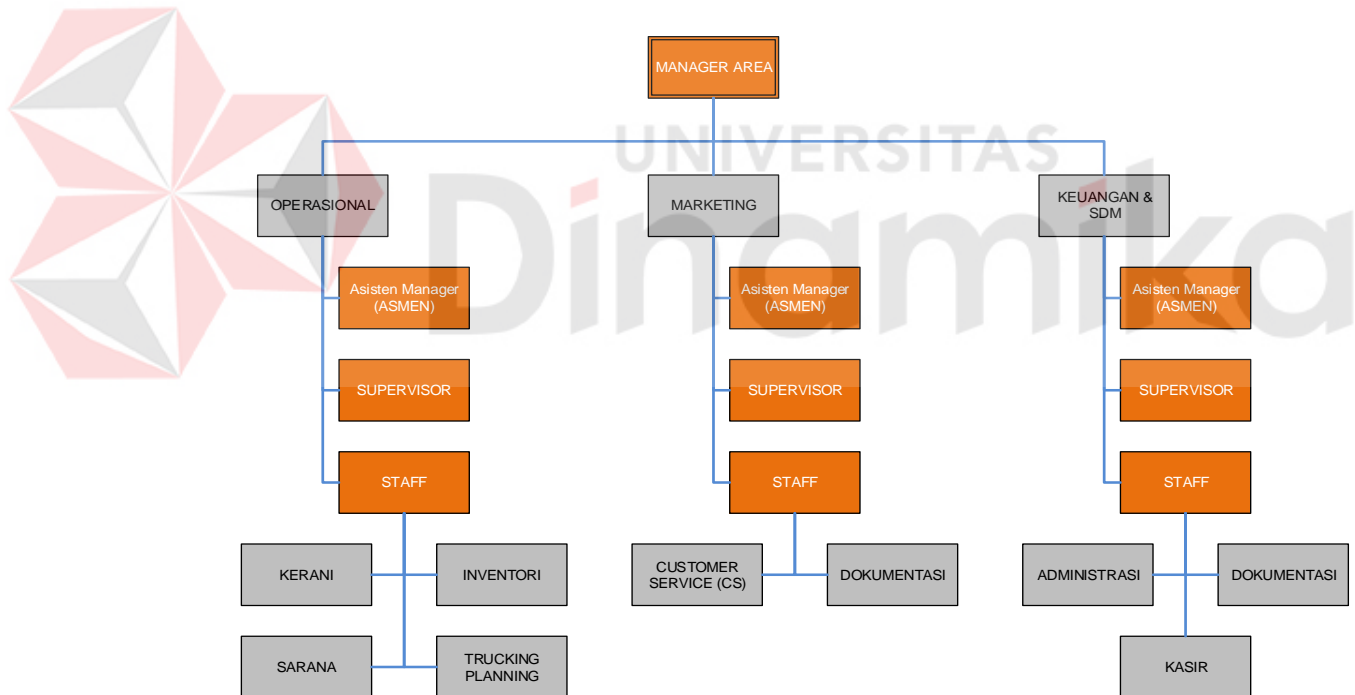 MANAGER AREA
UNIVERSITAS
Dinamika
OPERASIONAL
MARKETING
KEUANGAN &
SDM
Asisten Manager
(ASMEN)
Asisten Manager
(ASMEN)
Asisten Manager
(ASMEN)
SUPERVISOR
SUPERVISOR
SUPERVISOR
STAFF
STAFF
STAFF
KERANI
INVENTORI
CUSTOMER
SERVICE (CS)
DOKUMENTASI
ADMINISTRASI
DOKUMENTASI
SARANA
TRUCKING
PLANNING
KASIR